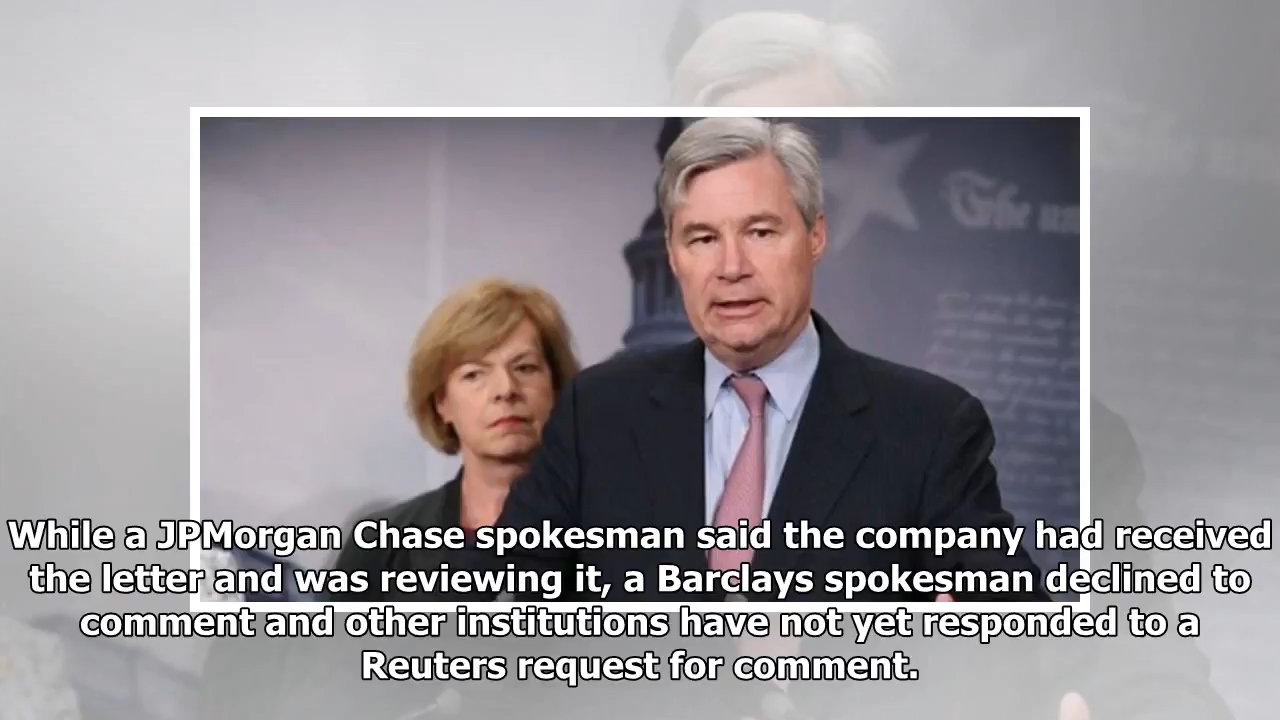 The
While a JPMorgan Chase spokesman said the company had received
the letter and was reviewing it, a Barclays spokesman declined to
comment and other institutions have not yet responded to a
Reuters request for comment.